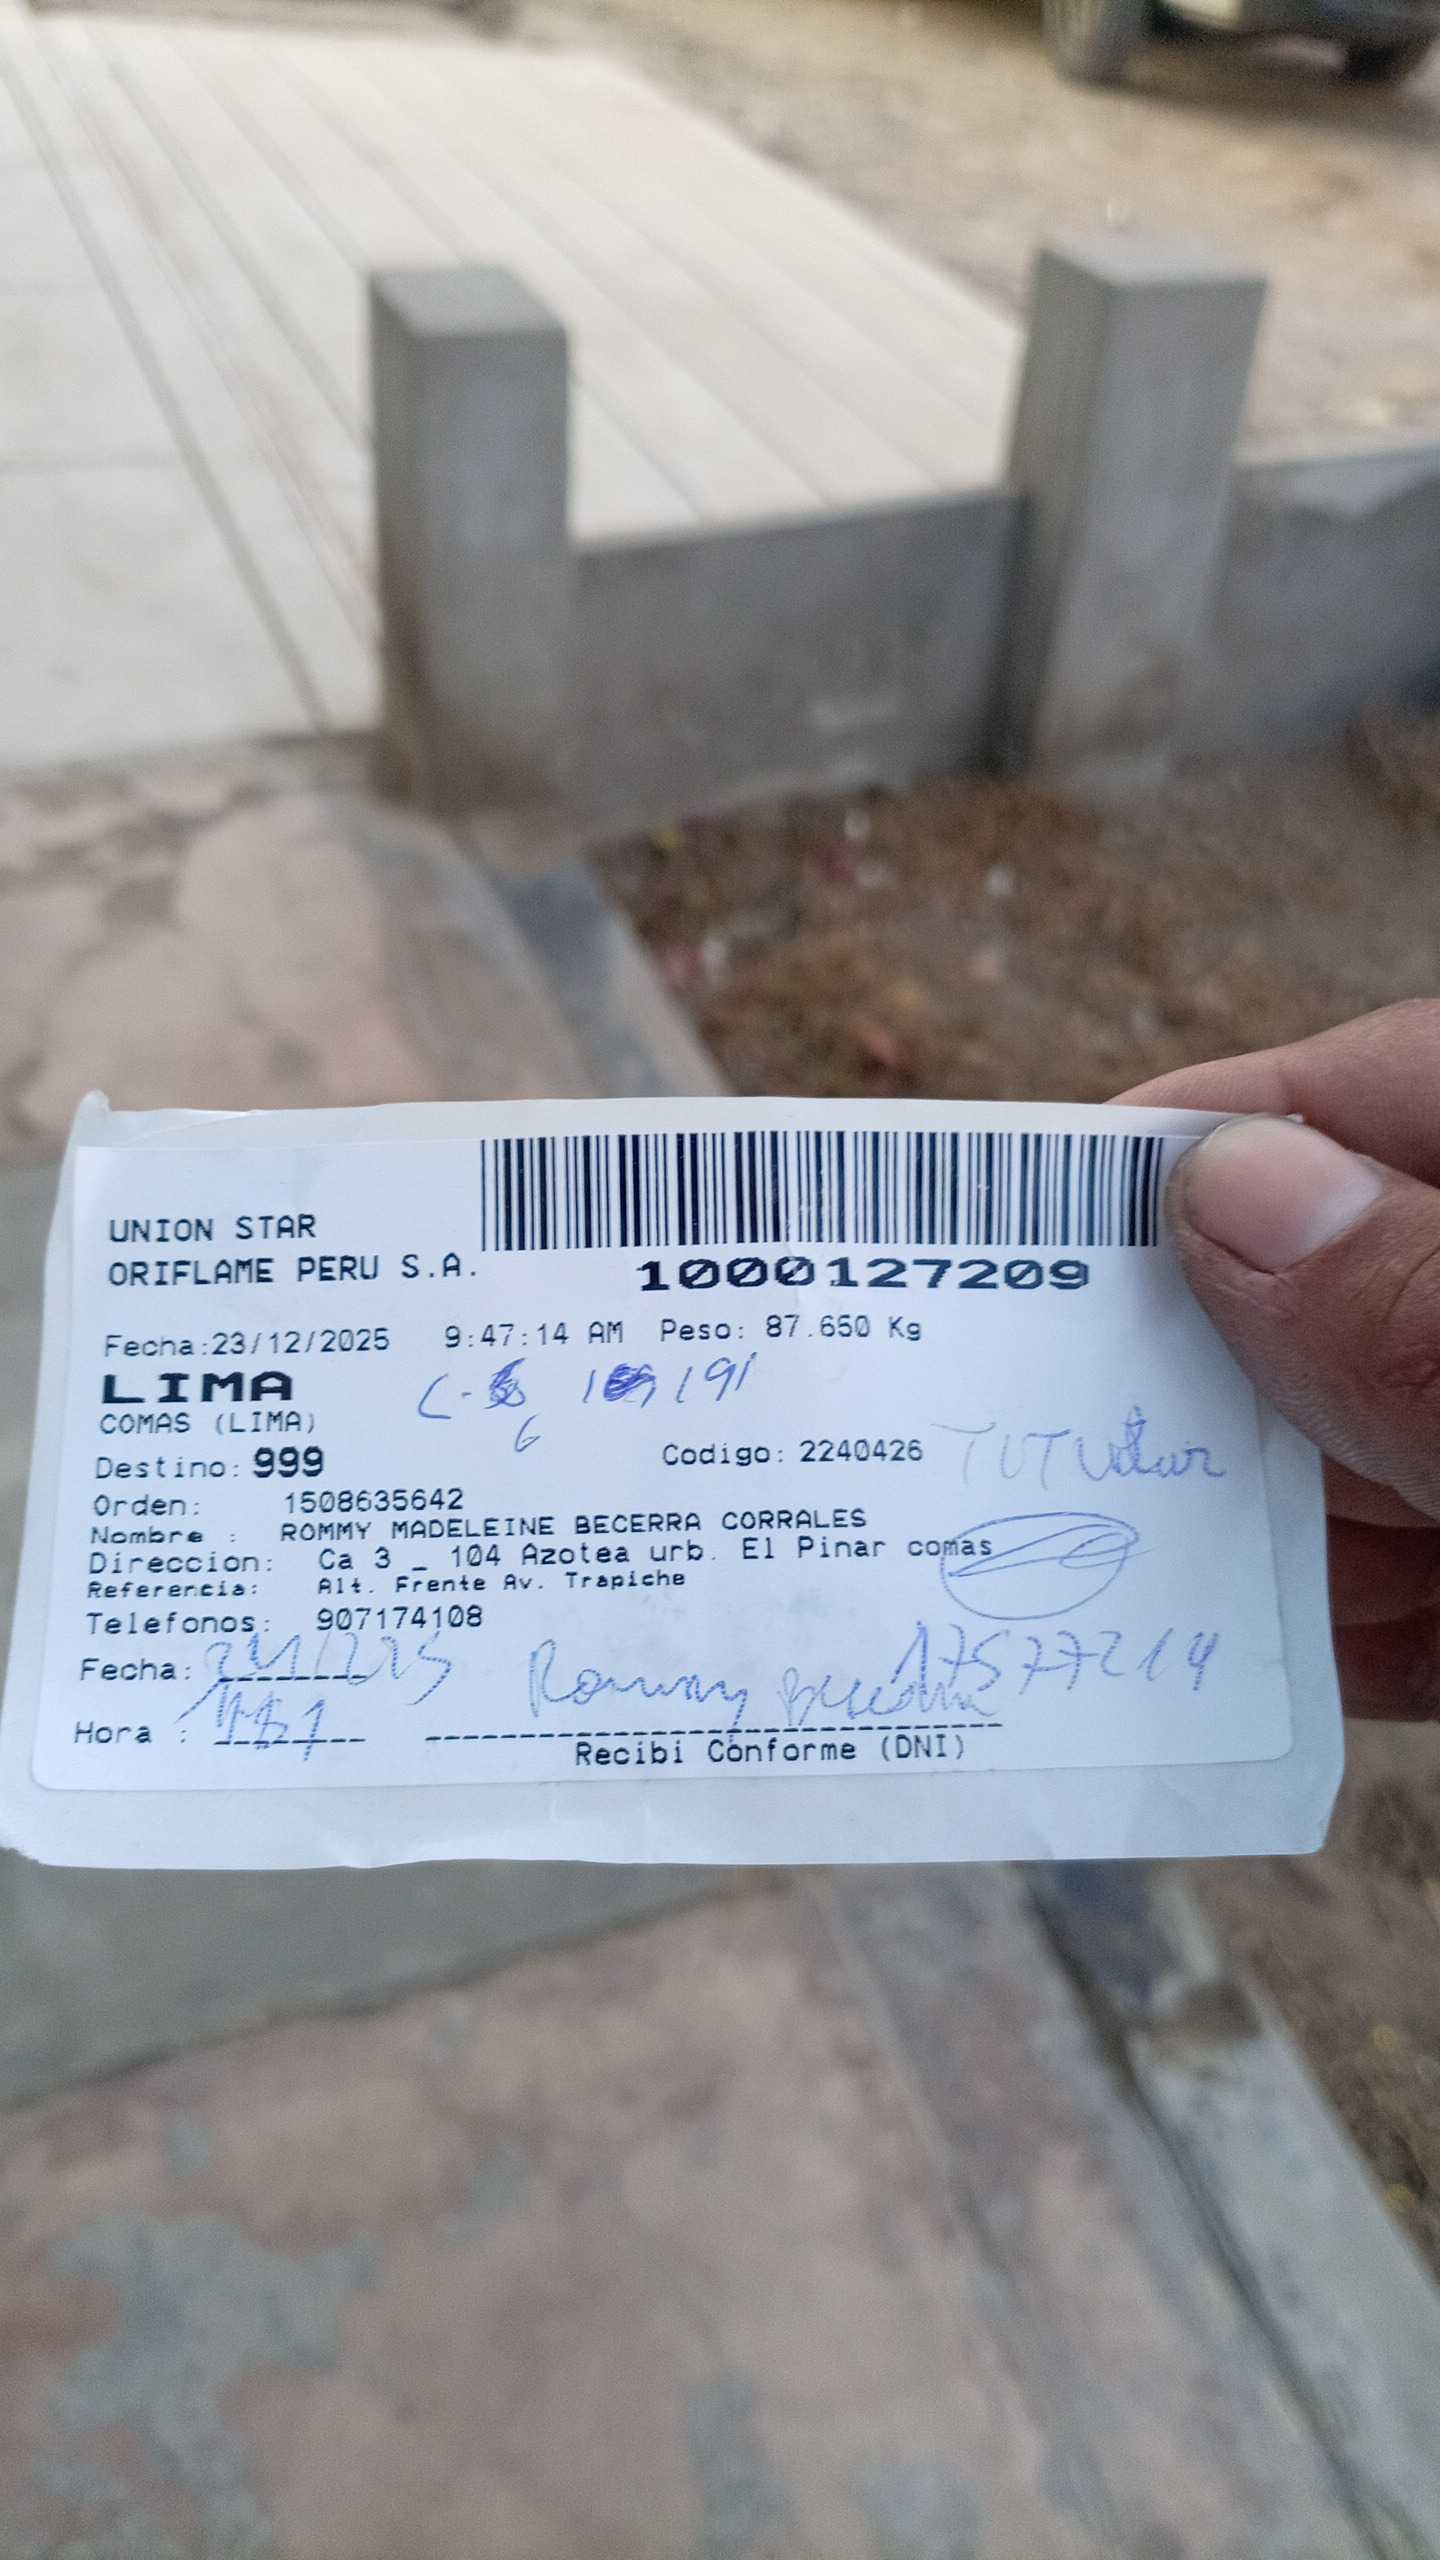 UNION STAR
ORIFLAME PERU S.A.
1000127209
Fecha:23/12/2025 9:47:14 AM Peso: 87.650 Kg
LIMA
COMAS (LIMA)
6
Destino: 999 Codigo: 2240426
Orden: 1508635642
Nombre : ROMMY MADELEINE BECERRA CORRALES
Direccion: Ca 3 _ 104 Azotea urb. El Pinar comas
Referencia: Alt. Frente Av. Trapiche
Telefonos: 907174108
Fecha:
Hora :
Recibi Conforme (DNI)